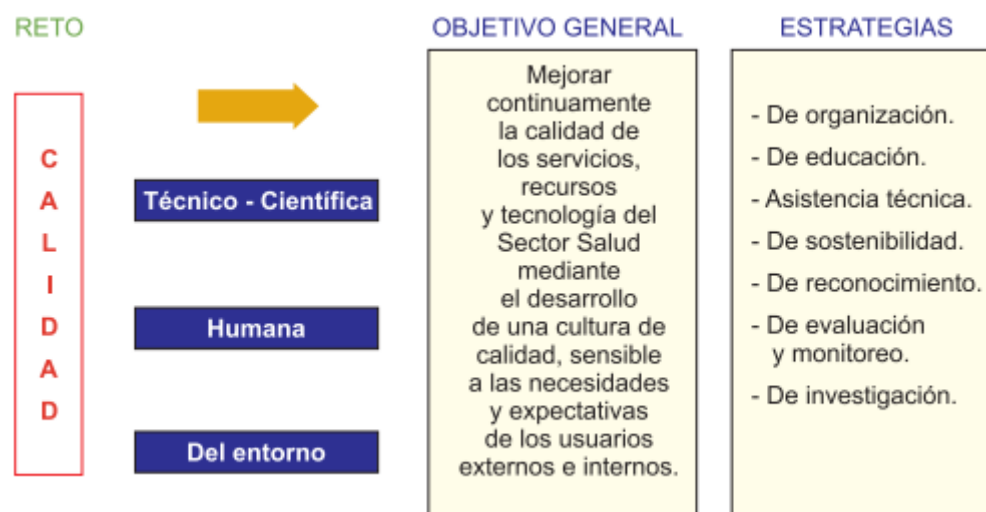 RETO
C
A
L
I
D
A
D
Técnico - Científica
Humana
Del entorno
OBJETIVO GENERAL
Mejorar
continuamente
la calidad de
los servicios,
recursos
y tecnología del
Sector Salud
mediante
el desarrollo
de una cultura de
calidad, sensible
a las necesidades
y expectativas
de los usuarios
externos e internos.
ESTRATEGIAS
- De organización.
- De educación.
- Asistencia técnica.
- De sostenibilidad.
- De reconocimiento.
- De evaluación
y monitoreo.
- De investigación.